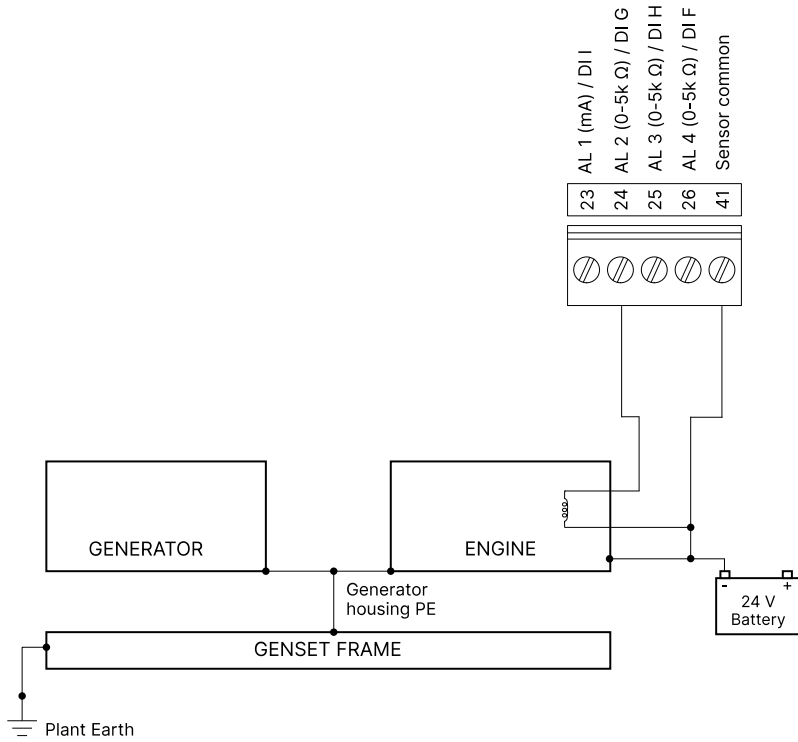 AL 1 (mA) / DI I
AL 2 (0-5k Ω) / DI G
AL 3 (0-5k Ω) / DI H
AL 4 (0-5k Ω) / DI F
Sensor common
23
24
25
26
41
GENERATOR
ENGINE
Generator
housing PE
- +
24 V
Battery
GENSET FRAME
Plant Earth